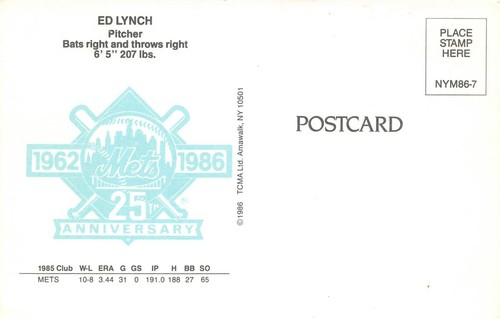 ED LYNCH
Pitcher
Bats right and throws right
6' 5" 207 lbs.
PLACE
STAMP
HERE
NYM86-7
1962 Mets 1986
25TH
ANNIVERSARY
©1986 TCMA Ltd. Amawalk, NY 10501
POSTCARD
1985 Club W-L ERA G GS IP H BB SO
METS 10-8 3.44 31 0 191.0 188 27 65